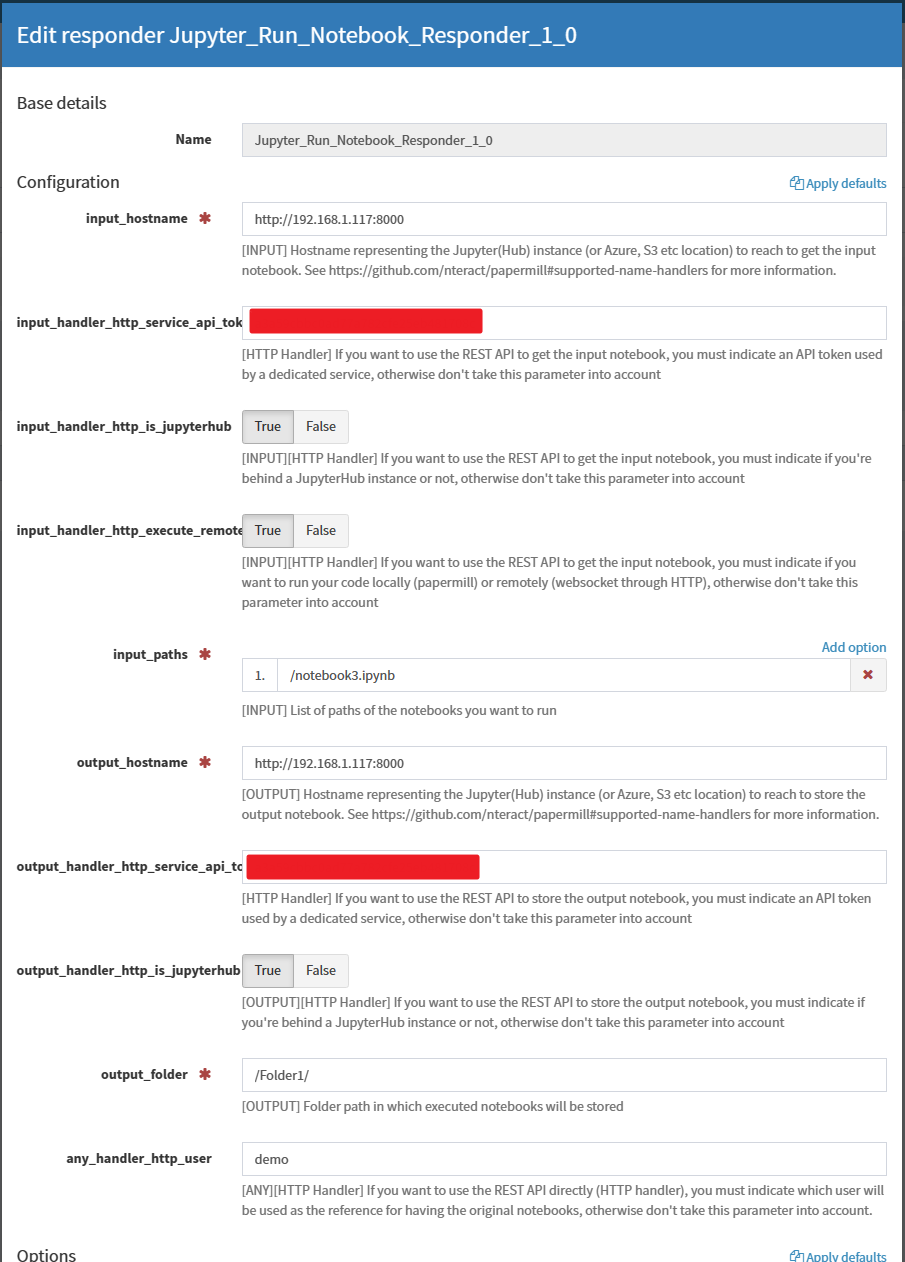 Edit responder Jupyter_Run_Notebook_Responder_1_0
Base details
Name
Jupyter_Run_Notebook_Responder_1_0
Configuration
Apply defaults
input_hostname *
http://192.168.1.117:8000
[INPUT] Hostname representing the Jupyter(Hub) instance (or Azure, S3 etc location) to reach to get the input
notebook. See https://github.com/nteract/papermill#supported-name-handlers for more information.
input_handler_http_service_api_tok
[HTTP Handler] If you want to use the REST API to get the input notebook, you must indicate an API token used
by a dedicated service, otherwise don't take this parameter into account
input_handler_http_is_jupyterhub
True False
[INPUT][HTTP Handler] If you want to use the REST API to get the input notebook, you must indicate if you're
behind a JupyterHub instance or not, otherwise don't take this parameter into account
input_handler_http_execute_remote
True False
[INPUT][HTTP Handler] If you want to use the REST API to get the input notebook, you must indicate if you
want to run your code locally (papermill) or remotely (websocket through HTTP), otherwise don't take this
parameter into account
input_paths *
Add option
1. /notebook3.ipynb
[INPUT] List of paths of the notebooks you want to run
output_hostname *
http://192.168.1.117:8000
[OUTPUT] Hostname representing the Jupyter(Hub) instance (or Azure, S3 etc location) to reach to store the
output notebook. See https://github.com/nteract/papermill#supported-name-handlers for more information.
output_handler_http_service_api_to
[HTTP Handler] If you want to use the REST API to store the output notebook, you must indicate an API token
used by a dedicated service, otherwise don't take this parameter into account
output_handler_http_is_jupyterhub
True False
[OUTPUT][HTTP Handler] If you want to use the REST API to store the output notebook, you must indicate if
you're behind a JupyterHub instance or not, otherwise don't take this parameter into account
output_folder *
/Folder1/
[OUTPUT] Folder path in which executed notebooks will be stored
any_handler_http_user
demo
[ANY][HTTP Handler] If you want to use the REST API directly (HTTP handler), you must indicate which user will
be used as the reference for having the original notebooks, otherwise don't take this parameter into account.
Options
Apply defaults